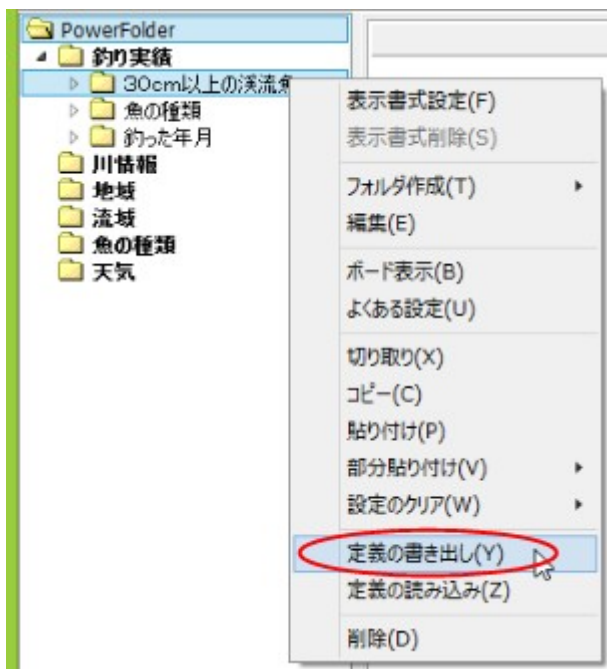 PowerFolder
釣り実績
30cm以上の渓流魚
魚の種類
釣った年月
川情報
地域
流域
魚の種類
天気
表示書式設定(F)
表示書式削除(S)
フォルダ作成(T)
編集(E)
ボード表示(B)
よくある設定(U)
切り取り(X)
コピー(C)
貼り付け(P)
部分貼り付け(V)
設定のクリア(W)
定義の書き出し(Y)
定義の読み込み(Z)
削除(D)